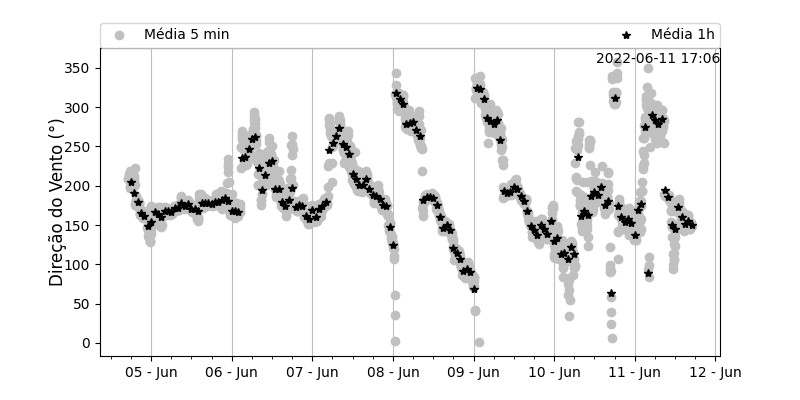 Média 5 min
Média 1h
2022-06-11 17:06
Direção do Vento (°)
350
300
250
200
150
100
50
0
05 - Jun
06 - Jun
07 - Jun
08 - Jun
09 - Jun
10 - Jun
11 - Jun
12 - Jun